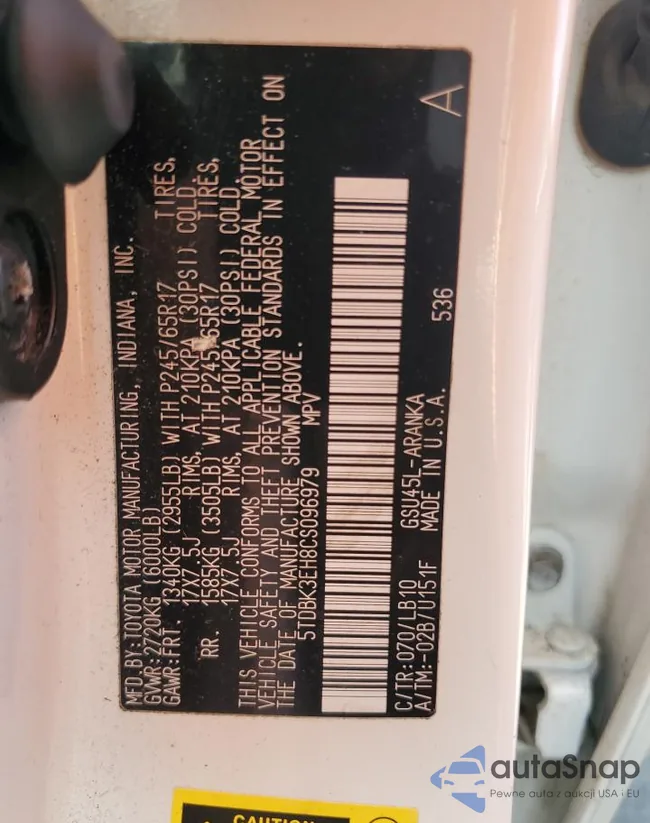 MFD.BY:TOYOTA MOTOR MANUFACTURING, INDIANA, INC.
GVWR:2720KG(6000LB)
GAWR:FRT. 1340KG (2955LB) WITH P245/65R17 TIRES,
17X7.5J RIMS, AT 210KPA (30PSI) COLD.
RR. 1585KG (3505LB) WITH P245/65R17 TIRES,
17X7.5J RIMS, AT 210KPA (30PSI) COLD.
THIS VEHICLE CONFORMS TO ALL APPLICABLE FEDERAL MOTOR
VEHICLE SAFETY AND THEFT PREVENTION STANDARDS IN EFFECT ON
THE DATE OF MANUFACTURE SHOWN ABOVE.
5TDBK3EH8CS096979 MPV
C/TR:070/LB10 GSU45L-ARANKA 536 A
A/TM:-02B/U151F MADE IN U.S.A.
CAUTION
autaSnap
Pewne auta z aukcji USA i EU